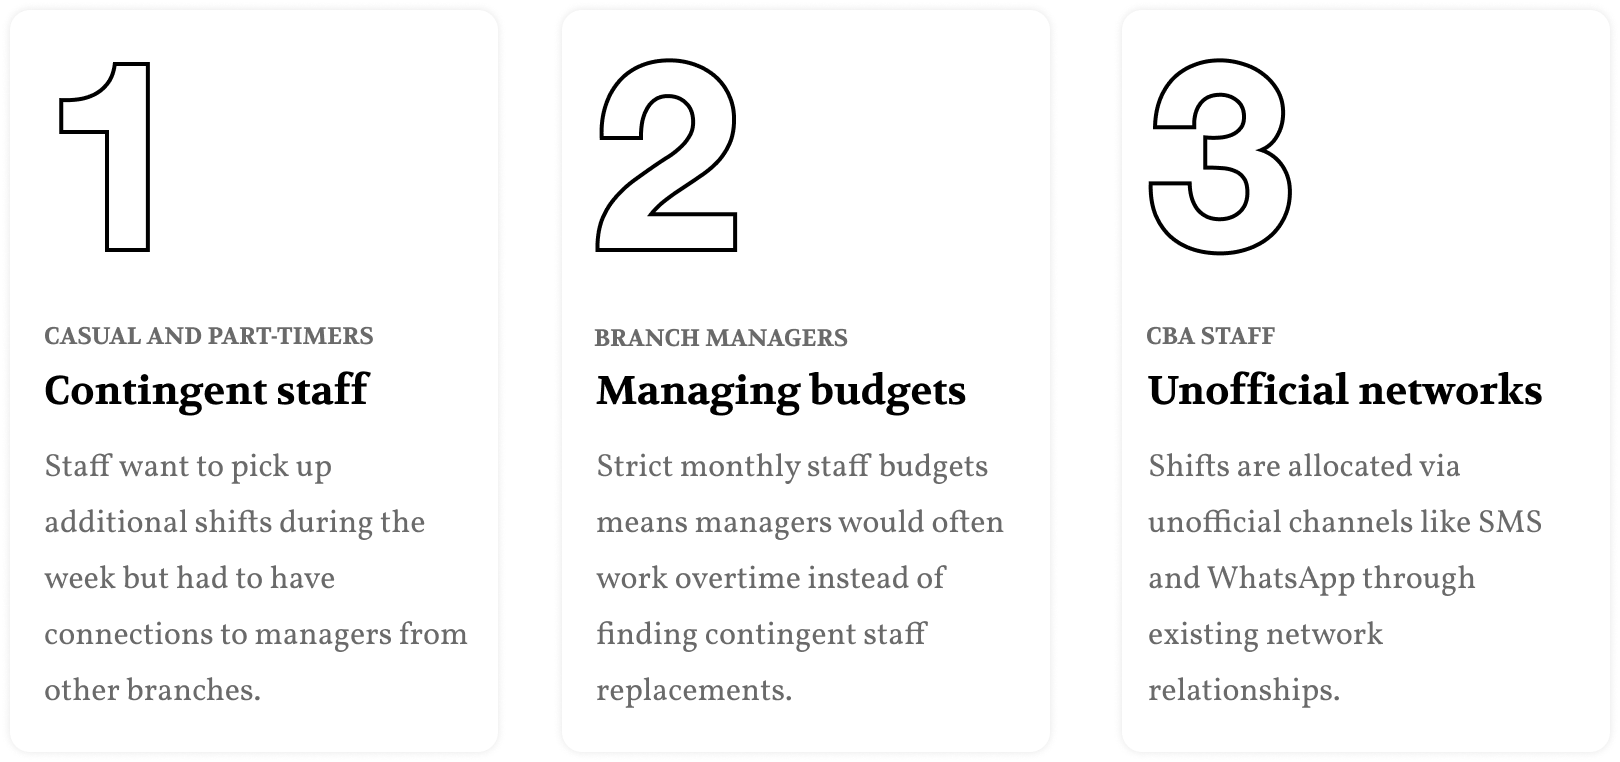 1
CASUAL AND PART-TIMERS
Contingent staff
Staff want to pick up
additional shifts during the
week but had to have
connections to managers from
other branches.
2
BRANCH MANAGERS
Managing budgets
Strict monthly staff budgets
means managers would often
work overtime instead of
finding contingent staff
replacements.
3
CBA STAFF
Unofficial networks
Shifts are allocated via
unofficial channels like SMS
and WhatsApp through
existing network
relationships.